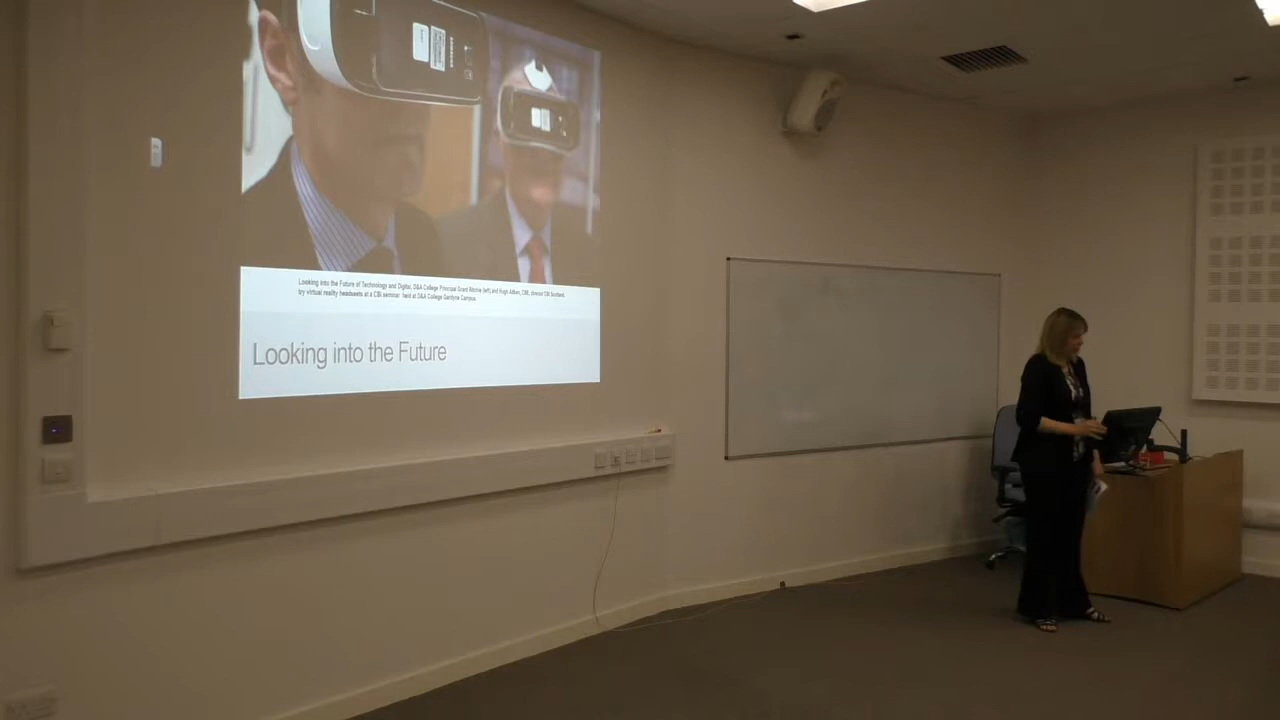 SAMSUNG
Looking into the Future of Technology and Digital, D&A College Principal Grant Ritchie (left) and Hugh Aitken, CBE, director CBI Scotland,
try virtual reality headsets at a CBI seminar held at D&A College Gardyne Campus.
Looking into the Future